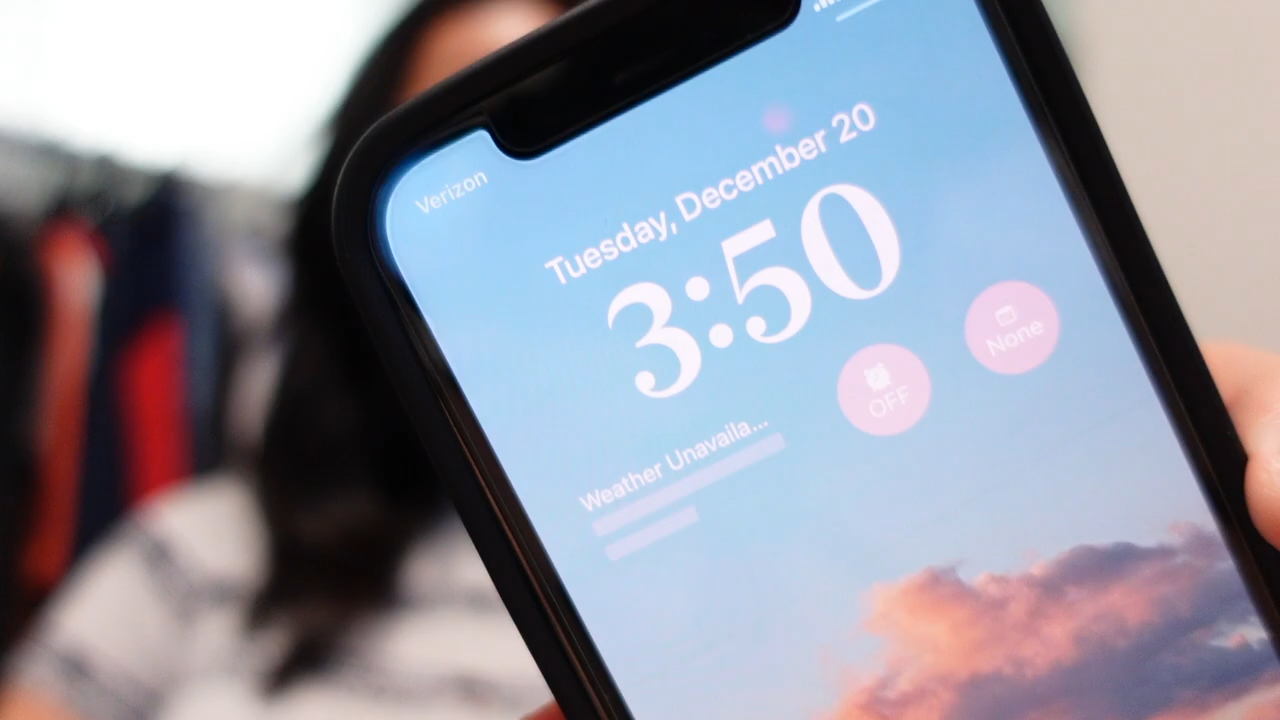 Verizon
Tuesday, December 20
3:50
Weather Unavaila...
OFF
None